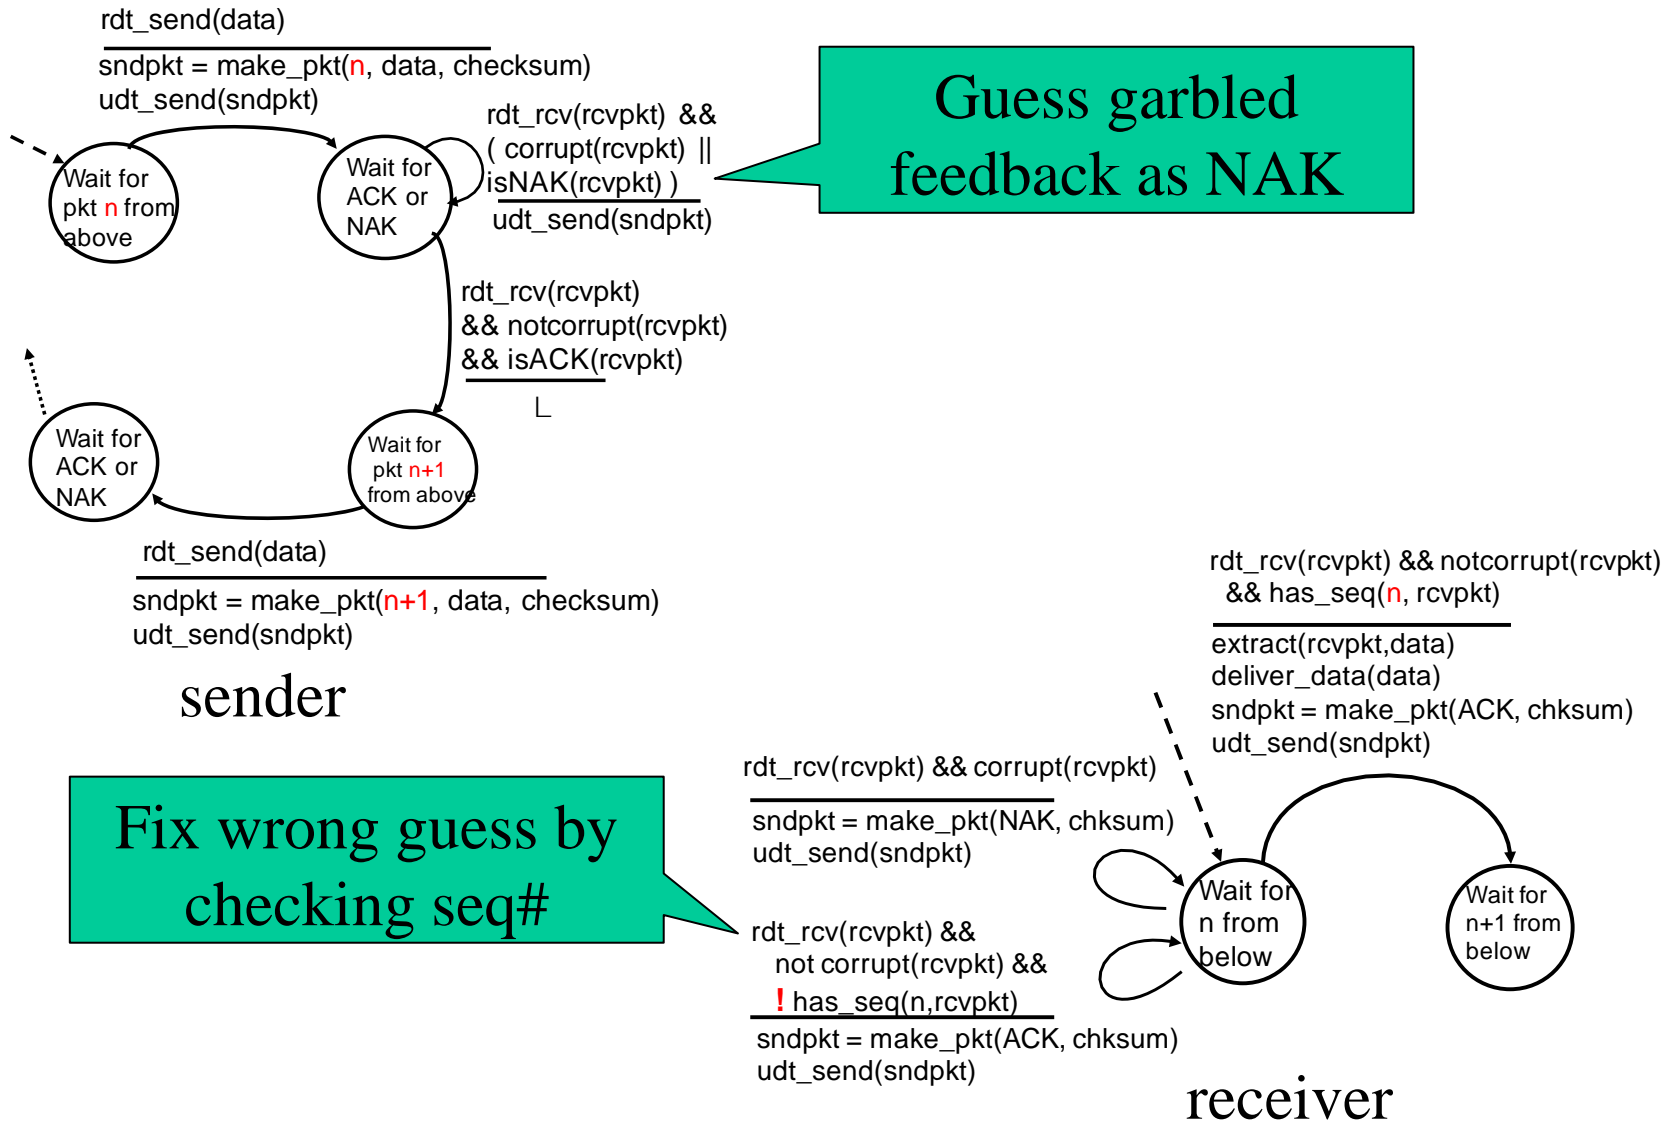 rdt_send(data)
sndpkt = make_pkt(n, data, checksum)
udt_send(sndpkt)
Wait for
pkt n from
above
Wait for
ACK or
NAK
rdt_rcv(rcvpkt) &&
( corrupt(rcvpkt) ||
isNAK(rcvpkt) )
udt_send(sndpkt)
Guess garbled
feedback as NAK
rdt_rcv(rcvpkt)
&& notcorrupt(rcvpkt)
&& isACK(rcvpkt)
L
Wait for
ACK or
NAK
Wait for
pkt n+1
from above
rdt_send(data)
sndpkt = make_pkt(n+1, data, checksum)
udt_send(sndpkt)
sender
rdt_rcv(rcvpkt) && notcorrupt(rcvpkt)
&& has_seq(n, rcvpkt)
extract(rcvpkt,data)
deliver_data(data)
sndpkt = make_pkt(ACK, chksum)
udt_send(sndpkt)
rdt_rcv(rcvpkt) && corrupt(rcvpkt)
sndpkt = make_pkt(NAK, chksum)
udt_send(sndpkt)
Fix wrong guess by
checking seq#
rdt_rcv(rcvpkt) &&
not corrupt(rcvpkt) &&
! has_seq(n,rcvpkt)
sndpkt = make_pkt(ACK, chksum)
udt_send(sndpkt)
Wait for
n from
below
Wait for
n+1 from
below
receiver